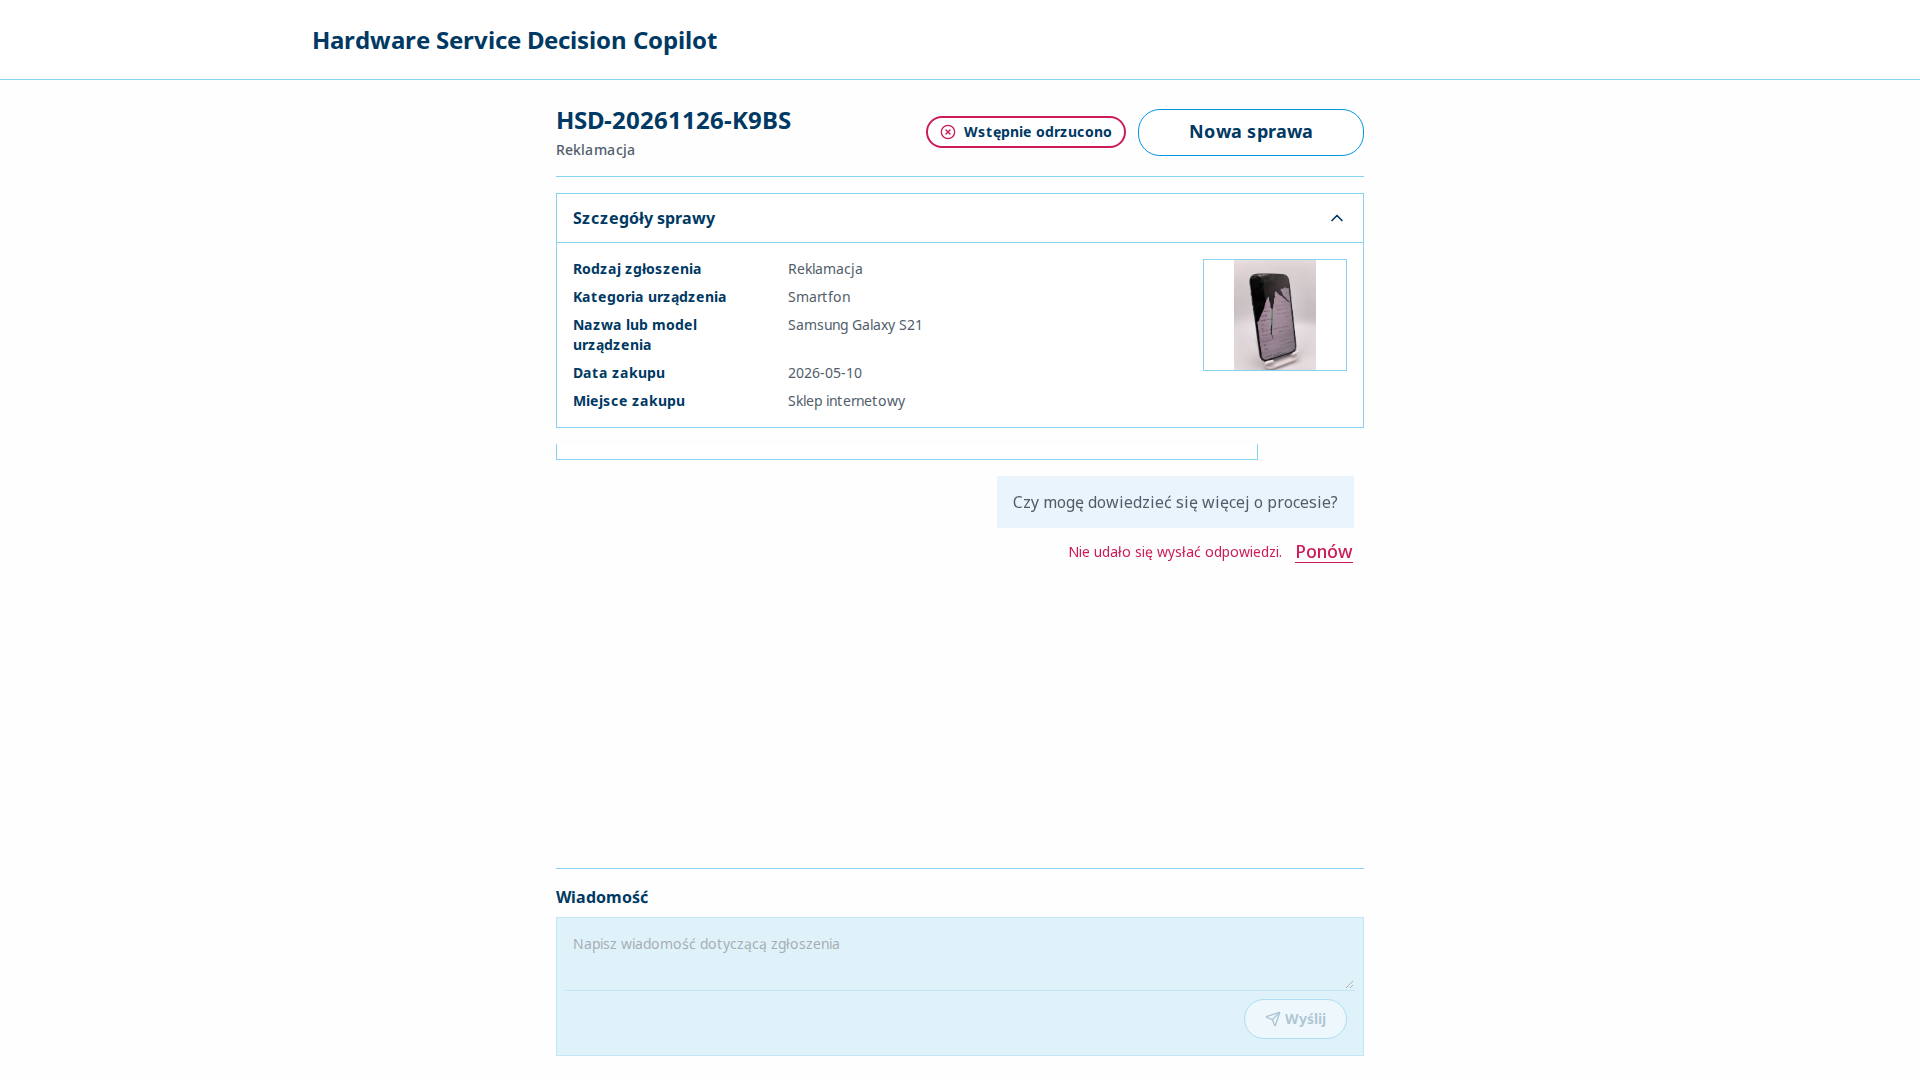 Hardware Service Decision Copilot
HSD-20261126-K9BS
Reklamacja
Wstępnie odrzucono
Nowa sprawa
Szczegóły sprawy
Rodzaj zgłoszenia
Reklamacja
Kategoria urządzenia
Smartfon
Nazwa lub model
urządzenia
Samsung Galaxy S21
Data zakupu
2026-05-10
Miejsce zakupu
Sklep internetowy
Czy mogę dowiedzieć się więcej o procesie?
Nie udało się wysłać odpowiedzi.
Ponów
Wiadomość
Napisz wiadomość dotyczącą zgłoszenia
Wyślij